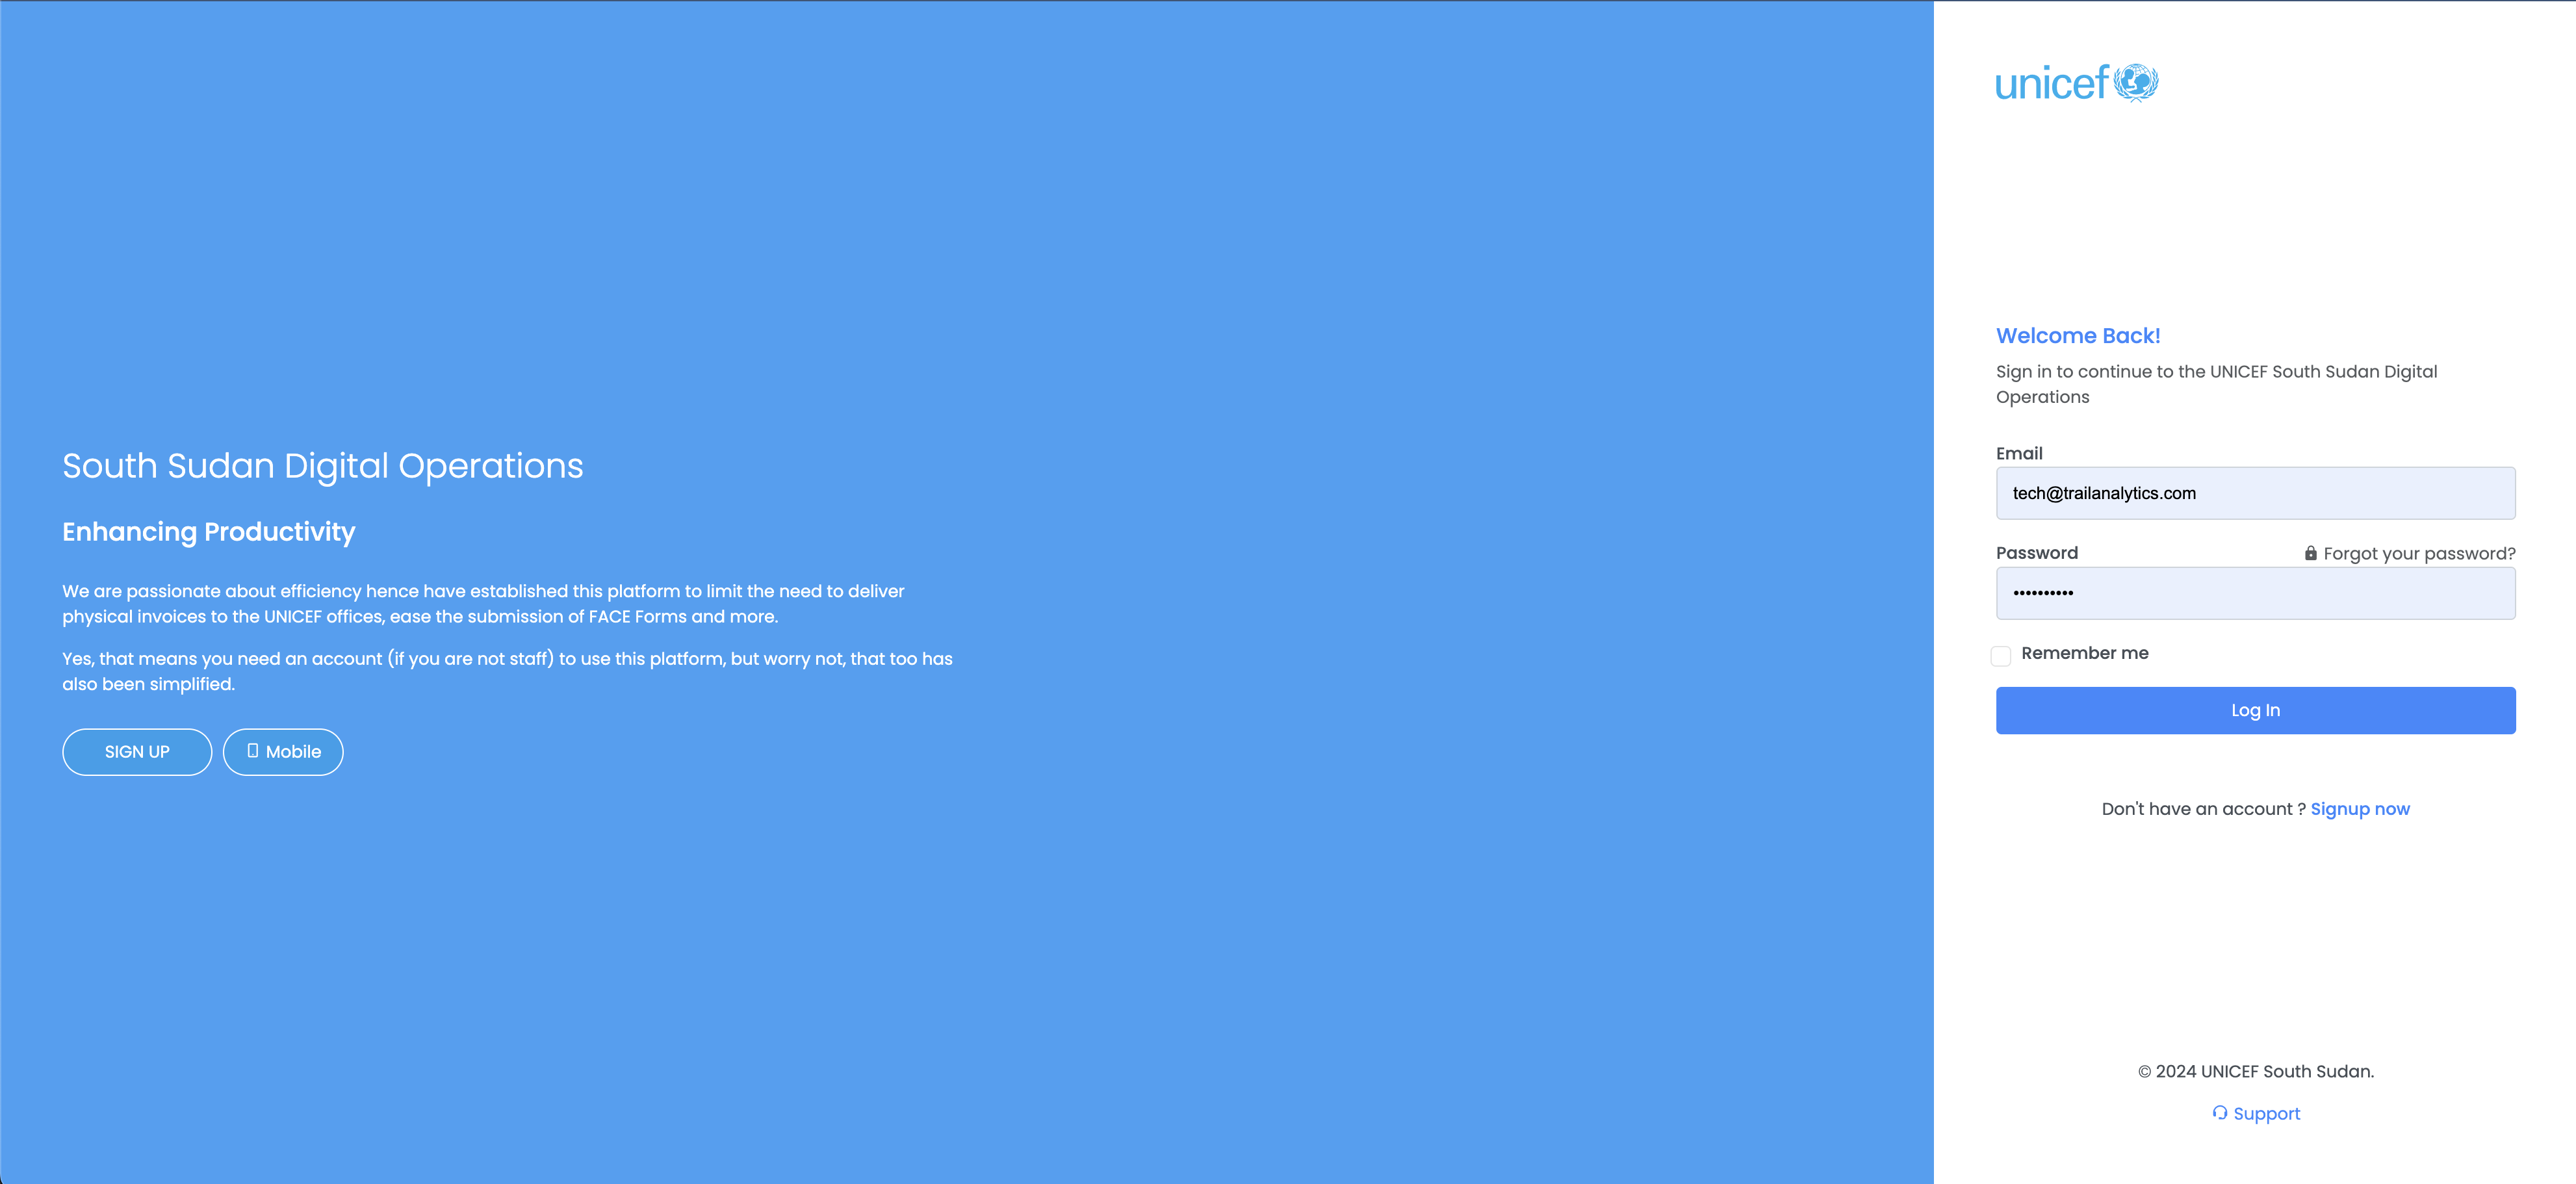 South Sudan Digital Operations
Enhancing Productivity
We are passionate about efficiency hence have established this platform to limit the need to deliver
physical invoices to the UNICEF offices, ease the submission of FACE Forms and more.
Yes, that means you need an account (if you are not staff) to use this platform, but worry not, that too has
also been simplified.
SIGN UP
Mobile
unicef
Welcome Back!
Sign in to continue to the UNICEF South Sudan Digital
Operations
Email
tech@trailanalytics.com
Password
Forgot your password?
••••••••••
Remember me
Log In
Don't have an account ? Signup now
© 2024 UNICEF South Sudan.
Support